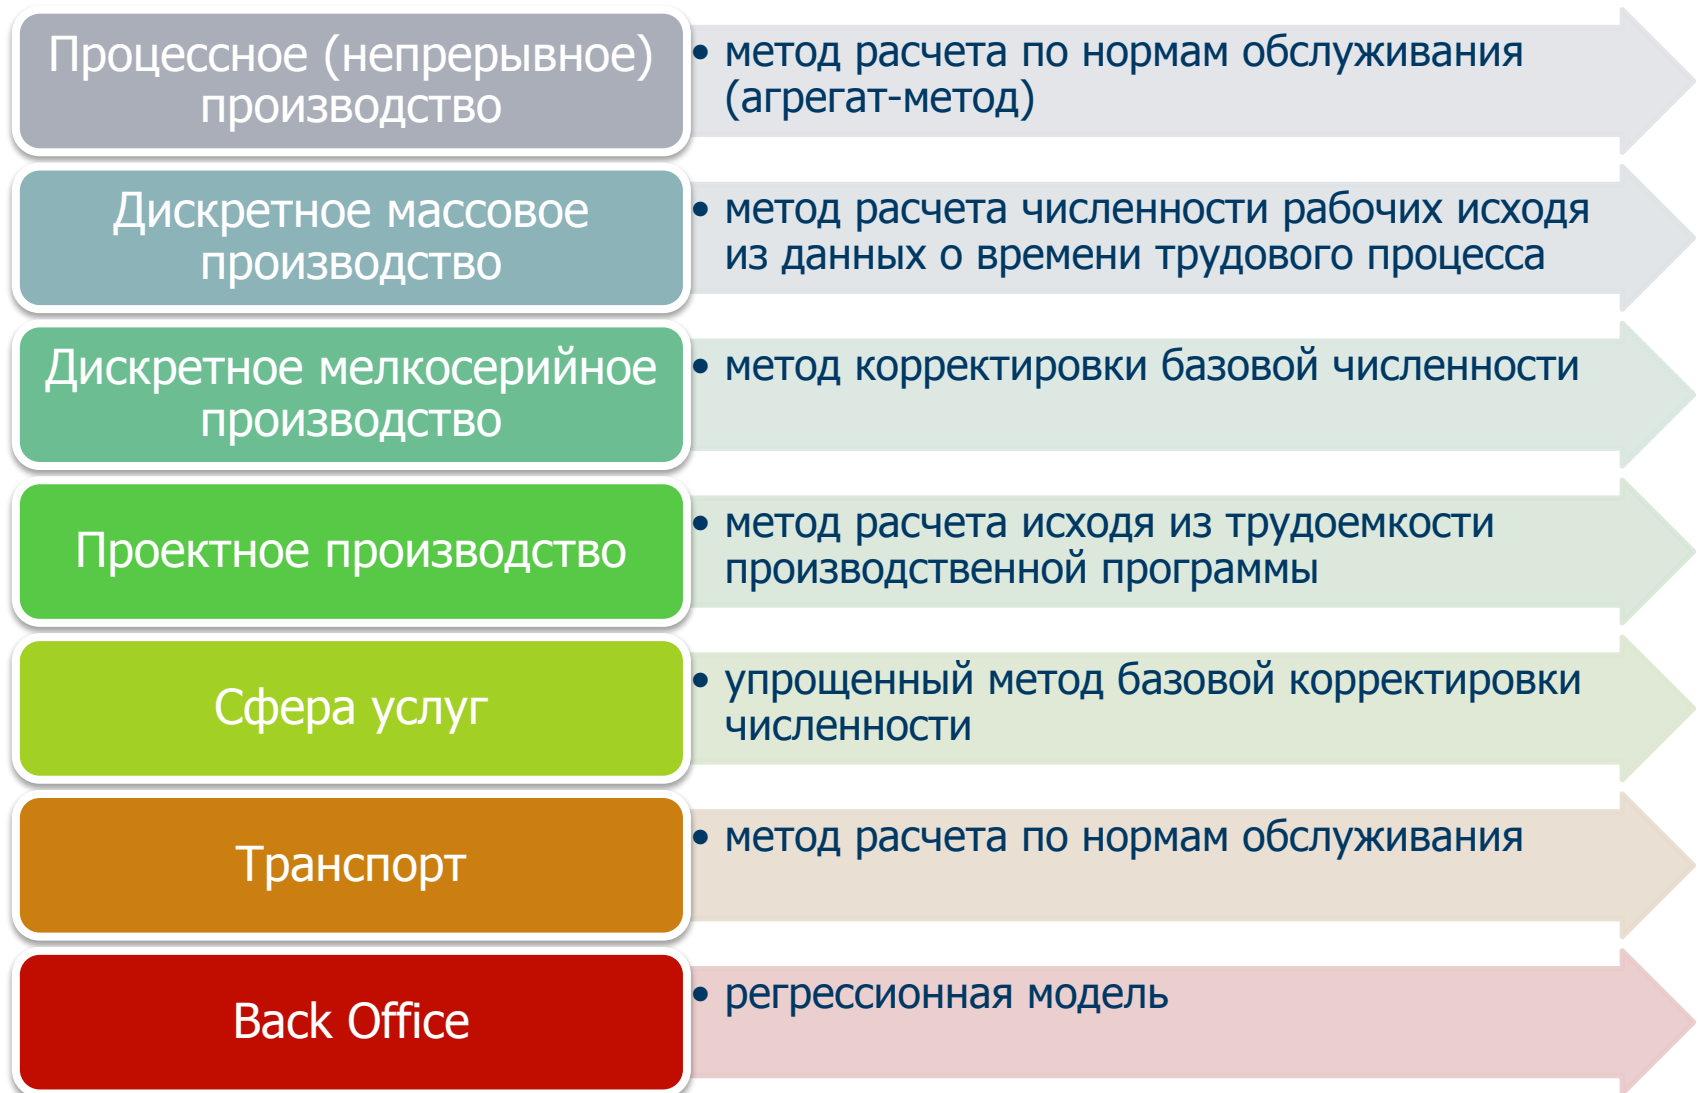 Процессное (непрерывное)
производство
• метод расчета по нормам обслуживания
(агрегат-метод)
Дискретное массовое
производство
• метод расчета численности рабочих исходя
из данных о времени трудового процесса
Дискретное мелкосерийное
производство
• метод корректировки базовой численности
Проектное производство
• метод расчета исходя из трудоемкости
производственной программы
Сфера услуг
• упрощенный метод базовой корректировки
численности
Транспорт
• метод расчета по нормам обслуживания
Back Office
• регрессионная модель